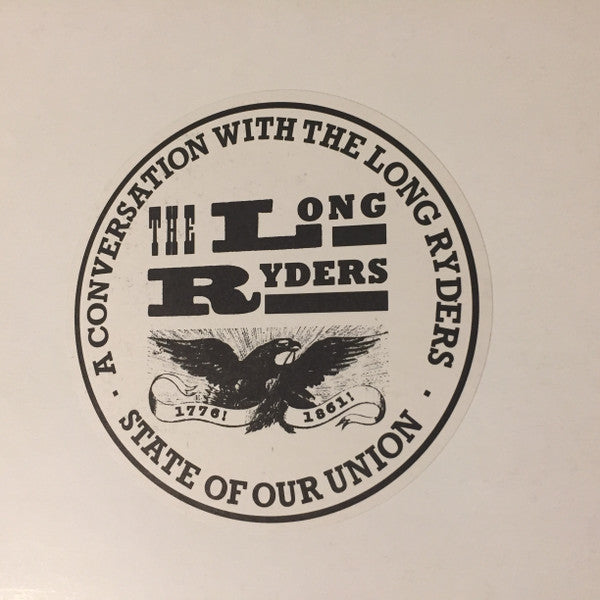 A CONVERSATION WITH THE LONG RYDERS
THE LONG
RYDERS
1776! 1861!
· STATE OF OUR UNION ·